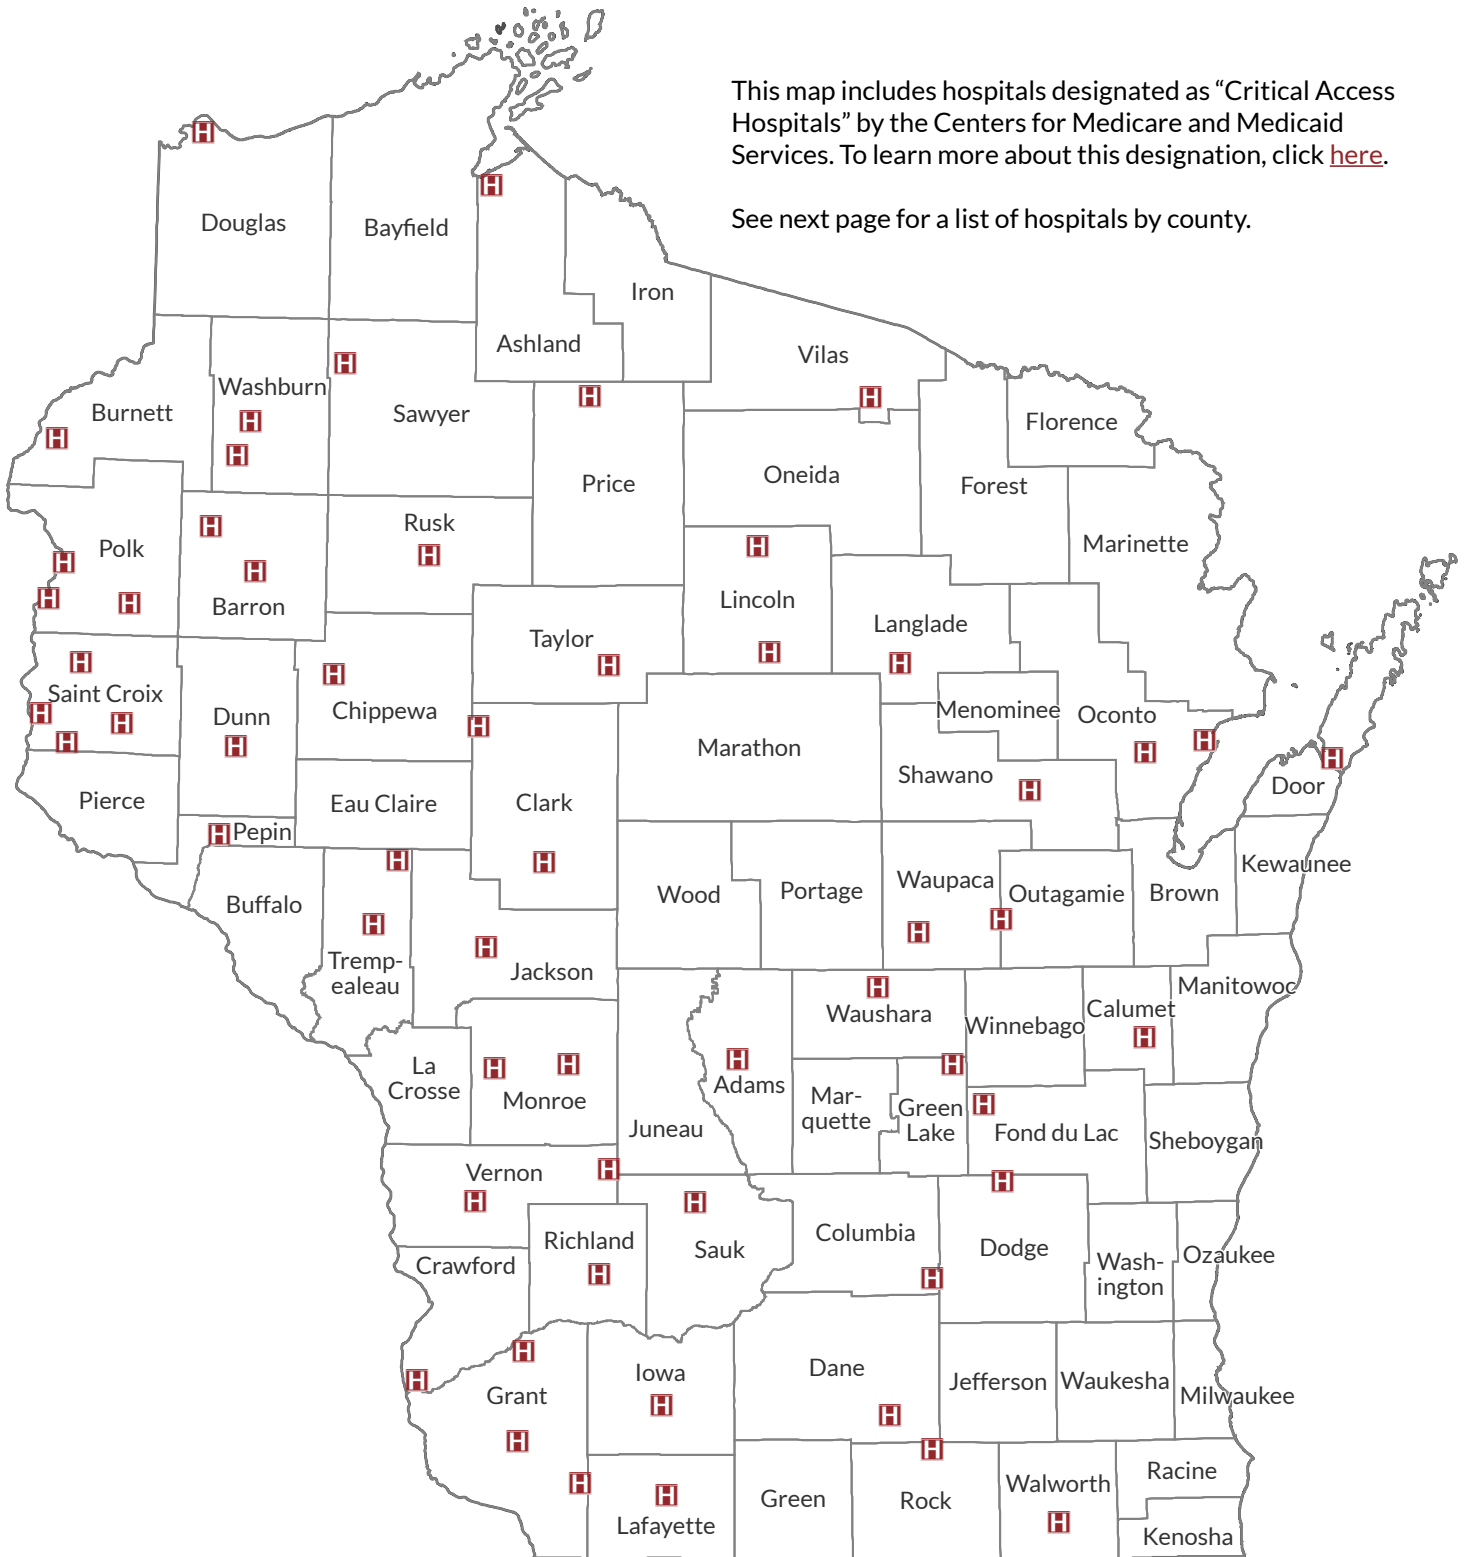 This map includes hospitals designated as “Critical Access
Hospitals” by the Centers for Medicare and Medicaid
Services. To learn more about this designation, click here.
See next page for a list of hospitals by county.
H
H
Douglas
Bayfield
Iron
Ashland
Vilas
H
Washburn
H
H
Burnett
Sawyer
H
Florence
H
H
Price
Oneida
Forest
H
Rusk
H
H
Polk
H
H
H
Barron
H
H
Marinette
Lincoln
H
Taylor
H
Langlade
H
H
Saint Croix
H
H
H
Dunn
H
H
Chippewa
H
Menominee
Oconto
H
H
Marathon
Shawano
H
H
Door
Pierce
Eau Claire
Clark
H
Pepin
H
H
Buffalo
H
Wood
Portage
Waupaca
H
H
Outagamie
Brown
Kewaunee
Tremp-
ealeau
H
Jackson
H
Waushara
Winnebago
Calumet
H
Manitowoc
La
Crosse
H
H
Monroe
H
Adams
H
Mar-
quette
Green
Lake
H
Juneau
Fond du Lac
Sheboygan
Vernon
H
H
H
H
Richland
H
Sauk
Columbia
H
Dodge
Wash-
ington
Ozaukee
Crawford
H
H
Grant
H
Iowa
H
Dane
H
Jefferson
Waukesha
Milwaukee
H
H
H
Lafayette
Green
Rock
Walworth
H
Racine
Kenosha